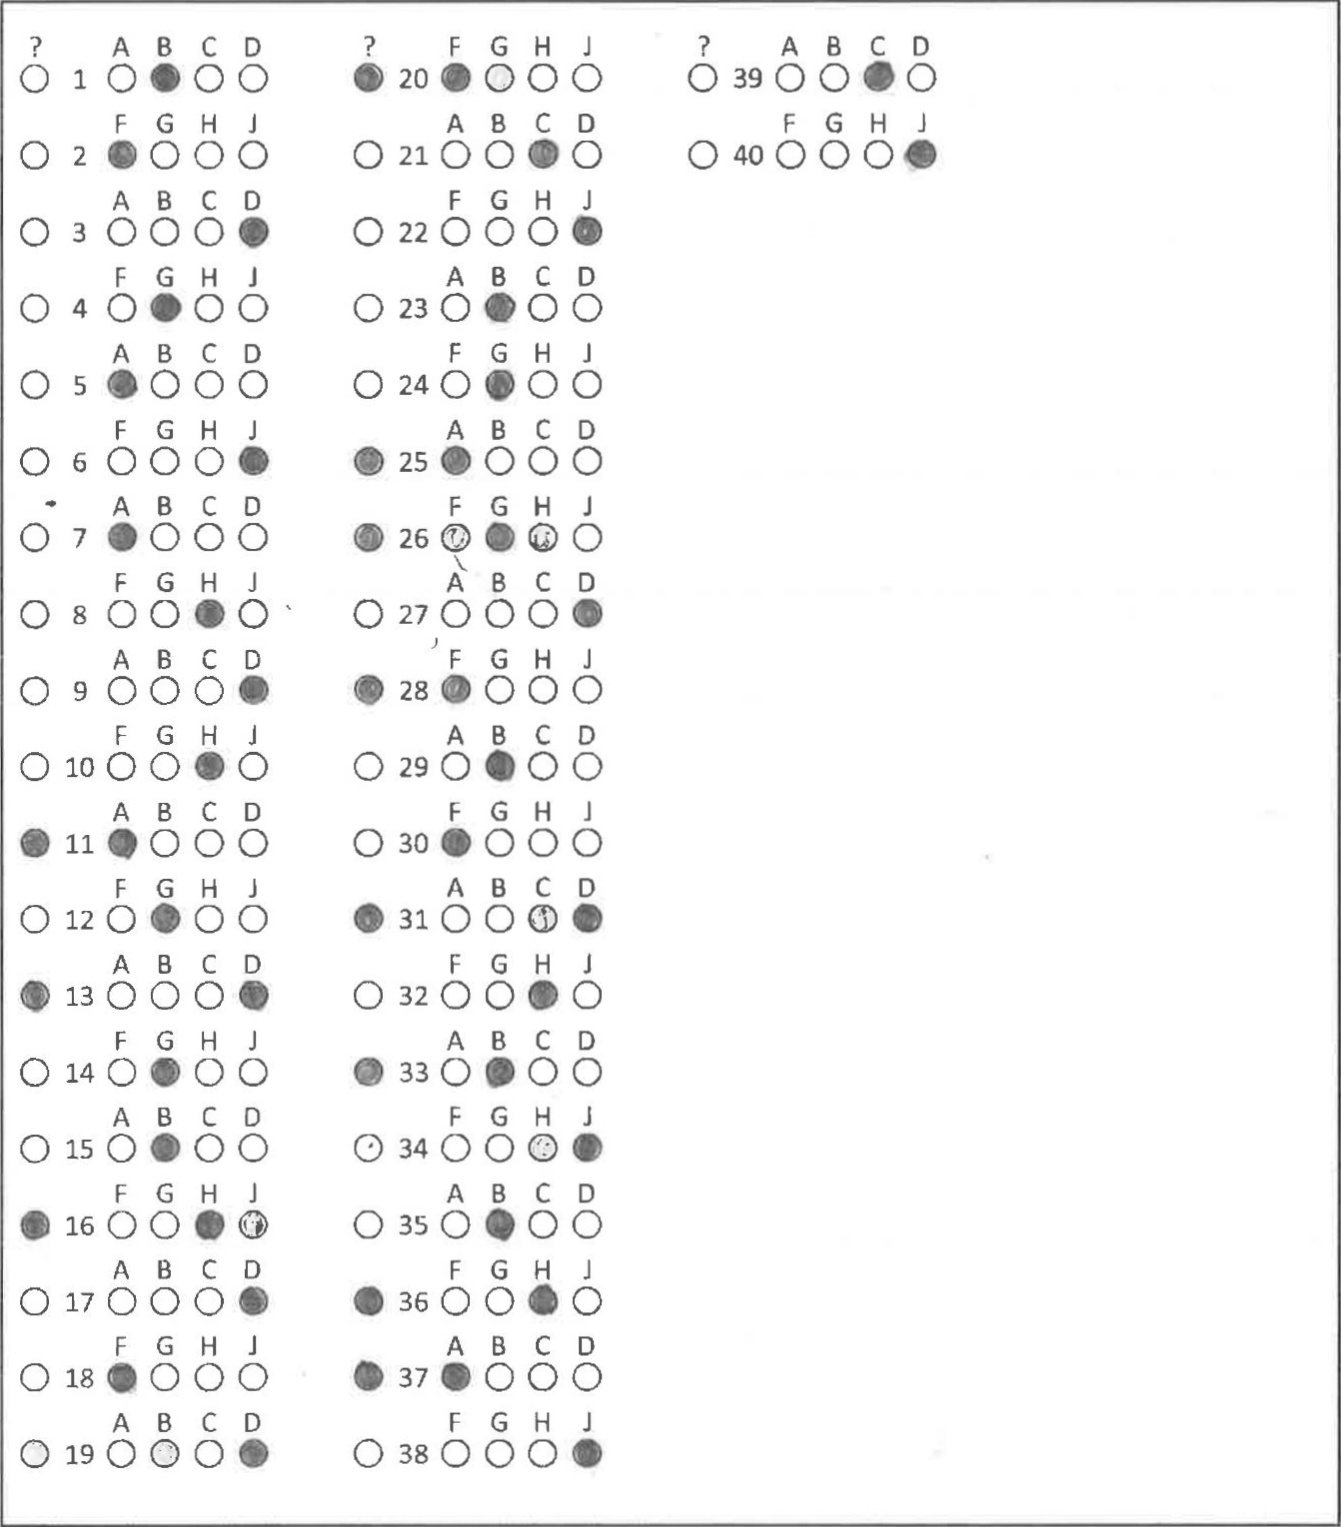 ? A B C D
1
F G H J
2
A B C D
3
F G H J
4
A B C D
5
F G H J
6
A B C D
7
F G H J
8
A B C D
9
F G H J
10
A B C D
11
F G H J
12
A B C D
13
F G H J
14
A B C D
15
F G H J
16
A B C D
17
F G H J
18
A B C D
19
? F G H J
20
A B C D
21
F G H J
22
A B C D
23
F G H J
24
A B C D
25
F G H J
26
A B C D
27
F G H J
28
A B C D
29
F G H J
30
A B C D
31
F G H J
32
A B C D
33
F G H J
34
A B C D
35
F G H J
36
A B C D
37
F G H J
38
? A B C D
39
F G H J
40